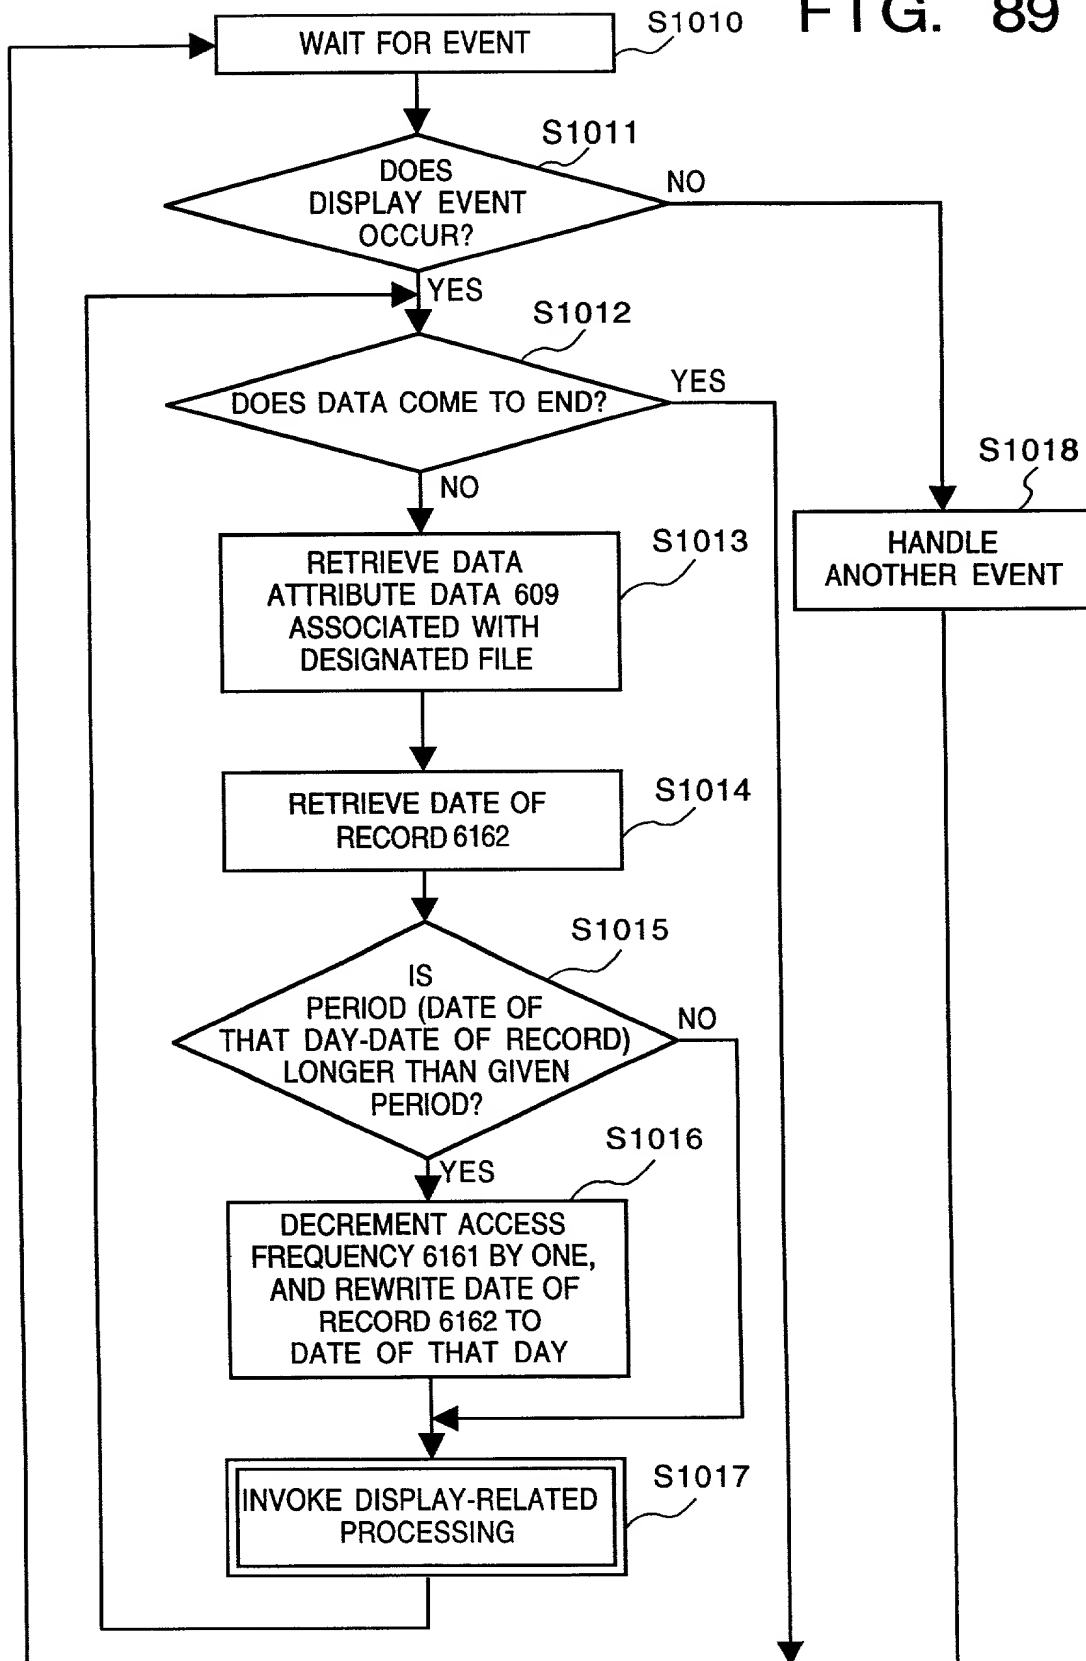 FIG. 89
WAIT FOR EVENT
S1010
S1011
DOES
DISPLAY EVENT
OCCUR?
NO
YES
S1012
DOES DATA COME TO END?
YES
NO
S1018
HANDLE
ANOTHER EVENT
S1013
RETRIEVE DATA
ATTRIBUTE DATA 609
ASSOCIATED WITH
DESIGNATED FILE
S1014
RETRIEVE DATE OF
RECORD 6162
S1015
IS
PERIOD (DATE OF
THAT DAY-DATE OF RECORD)
LONGER THAN GIVEN
PERIOD?
NO
YES
S1016
DECREMENT ACCESS
FREQUENCY 6161 BY ONE,
AND REWRITE DATE OF
RECORD 6162 TO
DATE OF THAT DAY
S1017
INVOKE DISPLAY-RELATED
PROCESSING